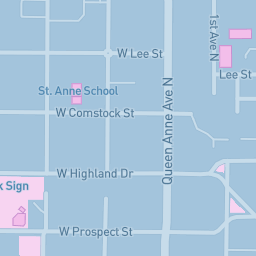 1st Ave N
W Lee St
Lee St
St. Anne School
W Comstock St
Queen Anne Ave N
W Highland Dr
k Sign
W Prospect St